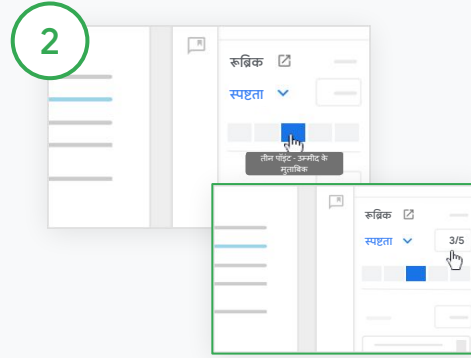 2
रूब्रिक
स्पष्टता
तीन पॉइंट - उम्मीद के
मुताबिक
रूब्रिक
स्पष्टता
3/5